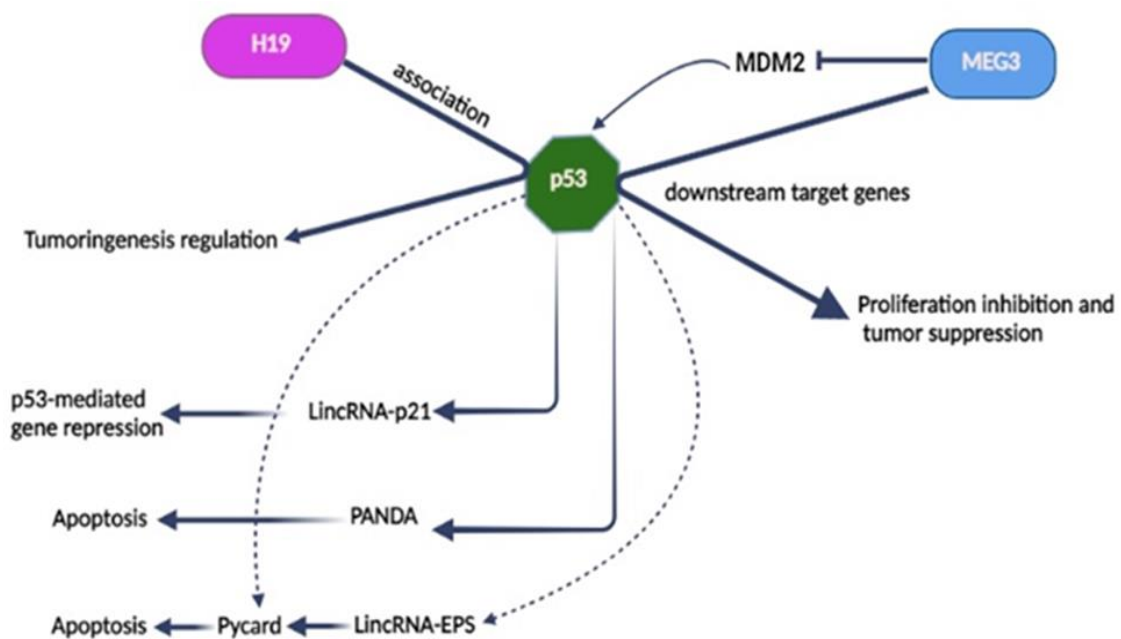 H19
MDM2
MEG3
association
p53
downstream target genes
Tumoringenesis regulation
Proliferation inhibition and
tumor suppression
p53-mediated
gene repression
LincRNA-p21
Apoptosis
PANDA
Apoptosis
Pycard
LincRNA-EPS